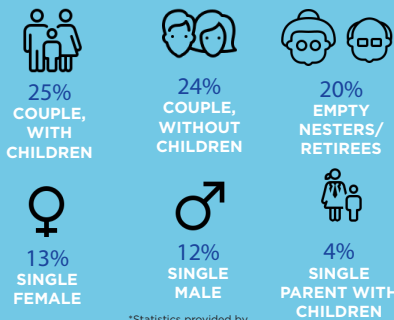 25%
COUPLE,
WITH
CHILDREN
24%
COUPLE,
WITHOUT
CHILDREN
20%
EMPTY
NESTERS/
RETIREES
13%
SINGLE
FEMALE
12%
SINGLE
MALE
4%
SINGLE
PARENT WITH
CHILDREN
*Statistics provided by